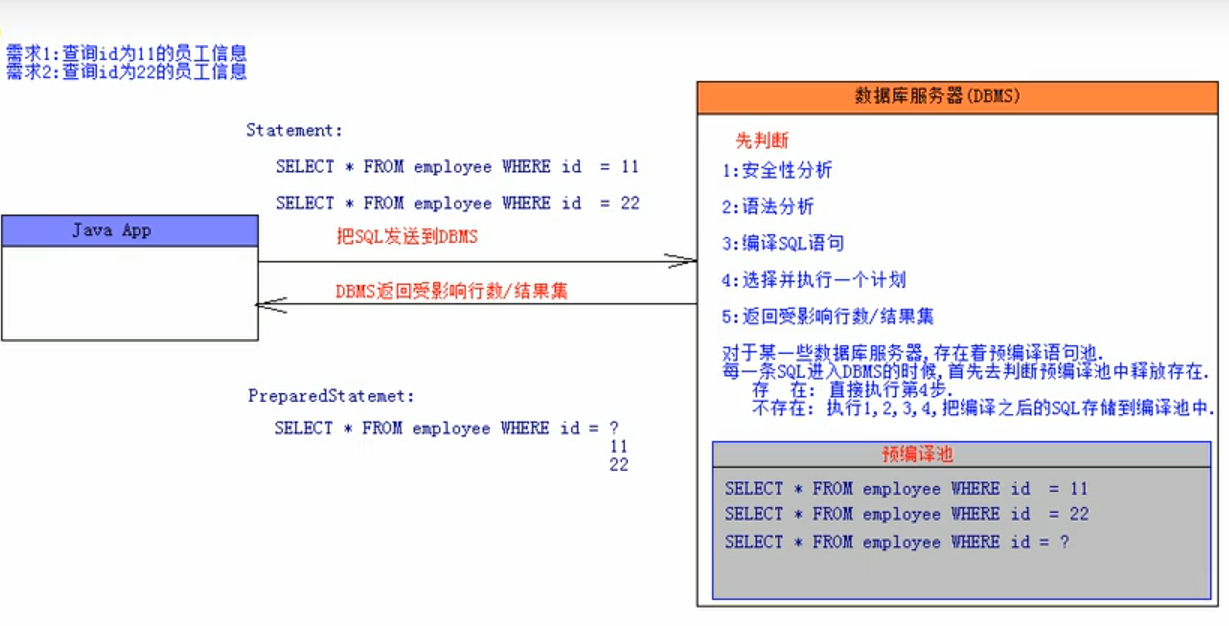 需求1:查询id为11的员工信息
需求2:查询id为22的员工信息
Statement:
SELECT * FROM employee WHERE id = 11
SELECT * FROM employee WHERE id = 22
Java App
把SQL发送到DBMS
DBMS返回受影响行数/结果集
PreparedStatemet:
SELECT * FROM employee WHERE id = ?
11
22
数据库服务器(DBMS)
先判断
1:安全性分析
2:语法分析
3:编译SQL语句
4:选择并执行一个计划
5:返回受影响行数/结果集
对于某一些数据库服务器,存在着预编译语句池.
每一条SQL进入DBMS的时候,首先去判断预编译池中释放存在.
存 在: 直接执行第4步.
不存在: 执行1,2,3,4,把编译之后的SQL存储到编译池中.
预编译池
SELECT * FROM employee WHERE id = 11
SELECT * FROM employee WHERE id = 22
SELECT * FROM employee WHERE id = ?